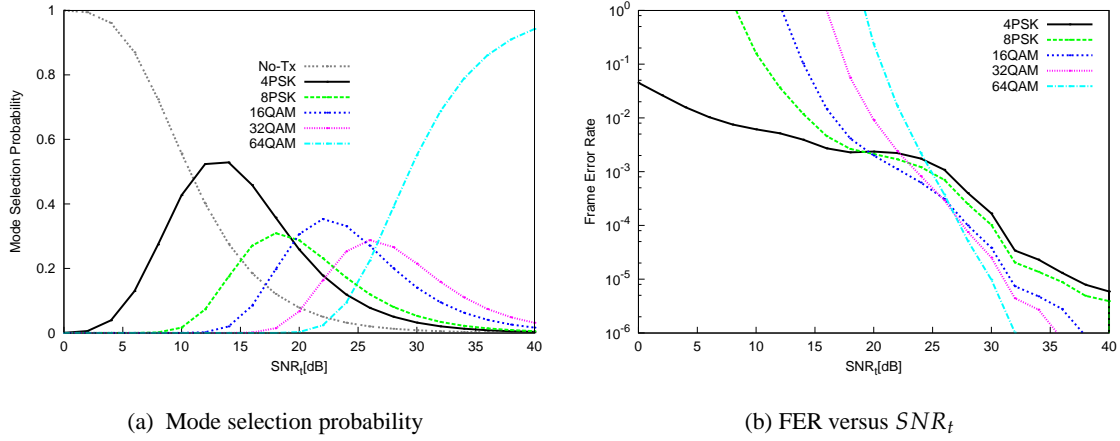 Mode Selection Probability
1
0.8
0.6
0.4
0.2
0
0 5 10 15 20 25 30 35 40
SNRt[dB]
No-Tx
4PSK
8PSK
16QAM
32QAM
64QAM
(a) Mode selection probability
Frame Error Rate
10^0
10^-1
10^-2
10^-3
10^-4
10^-5
10^-6
0 5 10 15 20 25 30 35 40
SNRt[dB]
4PSK
8PSK
16QAM
32QAM
64QAM
(b) FER versus SNRt